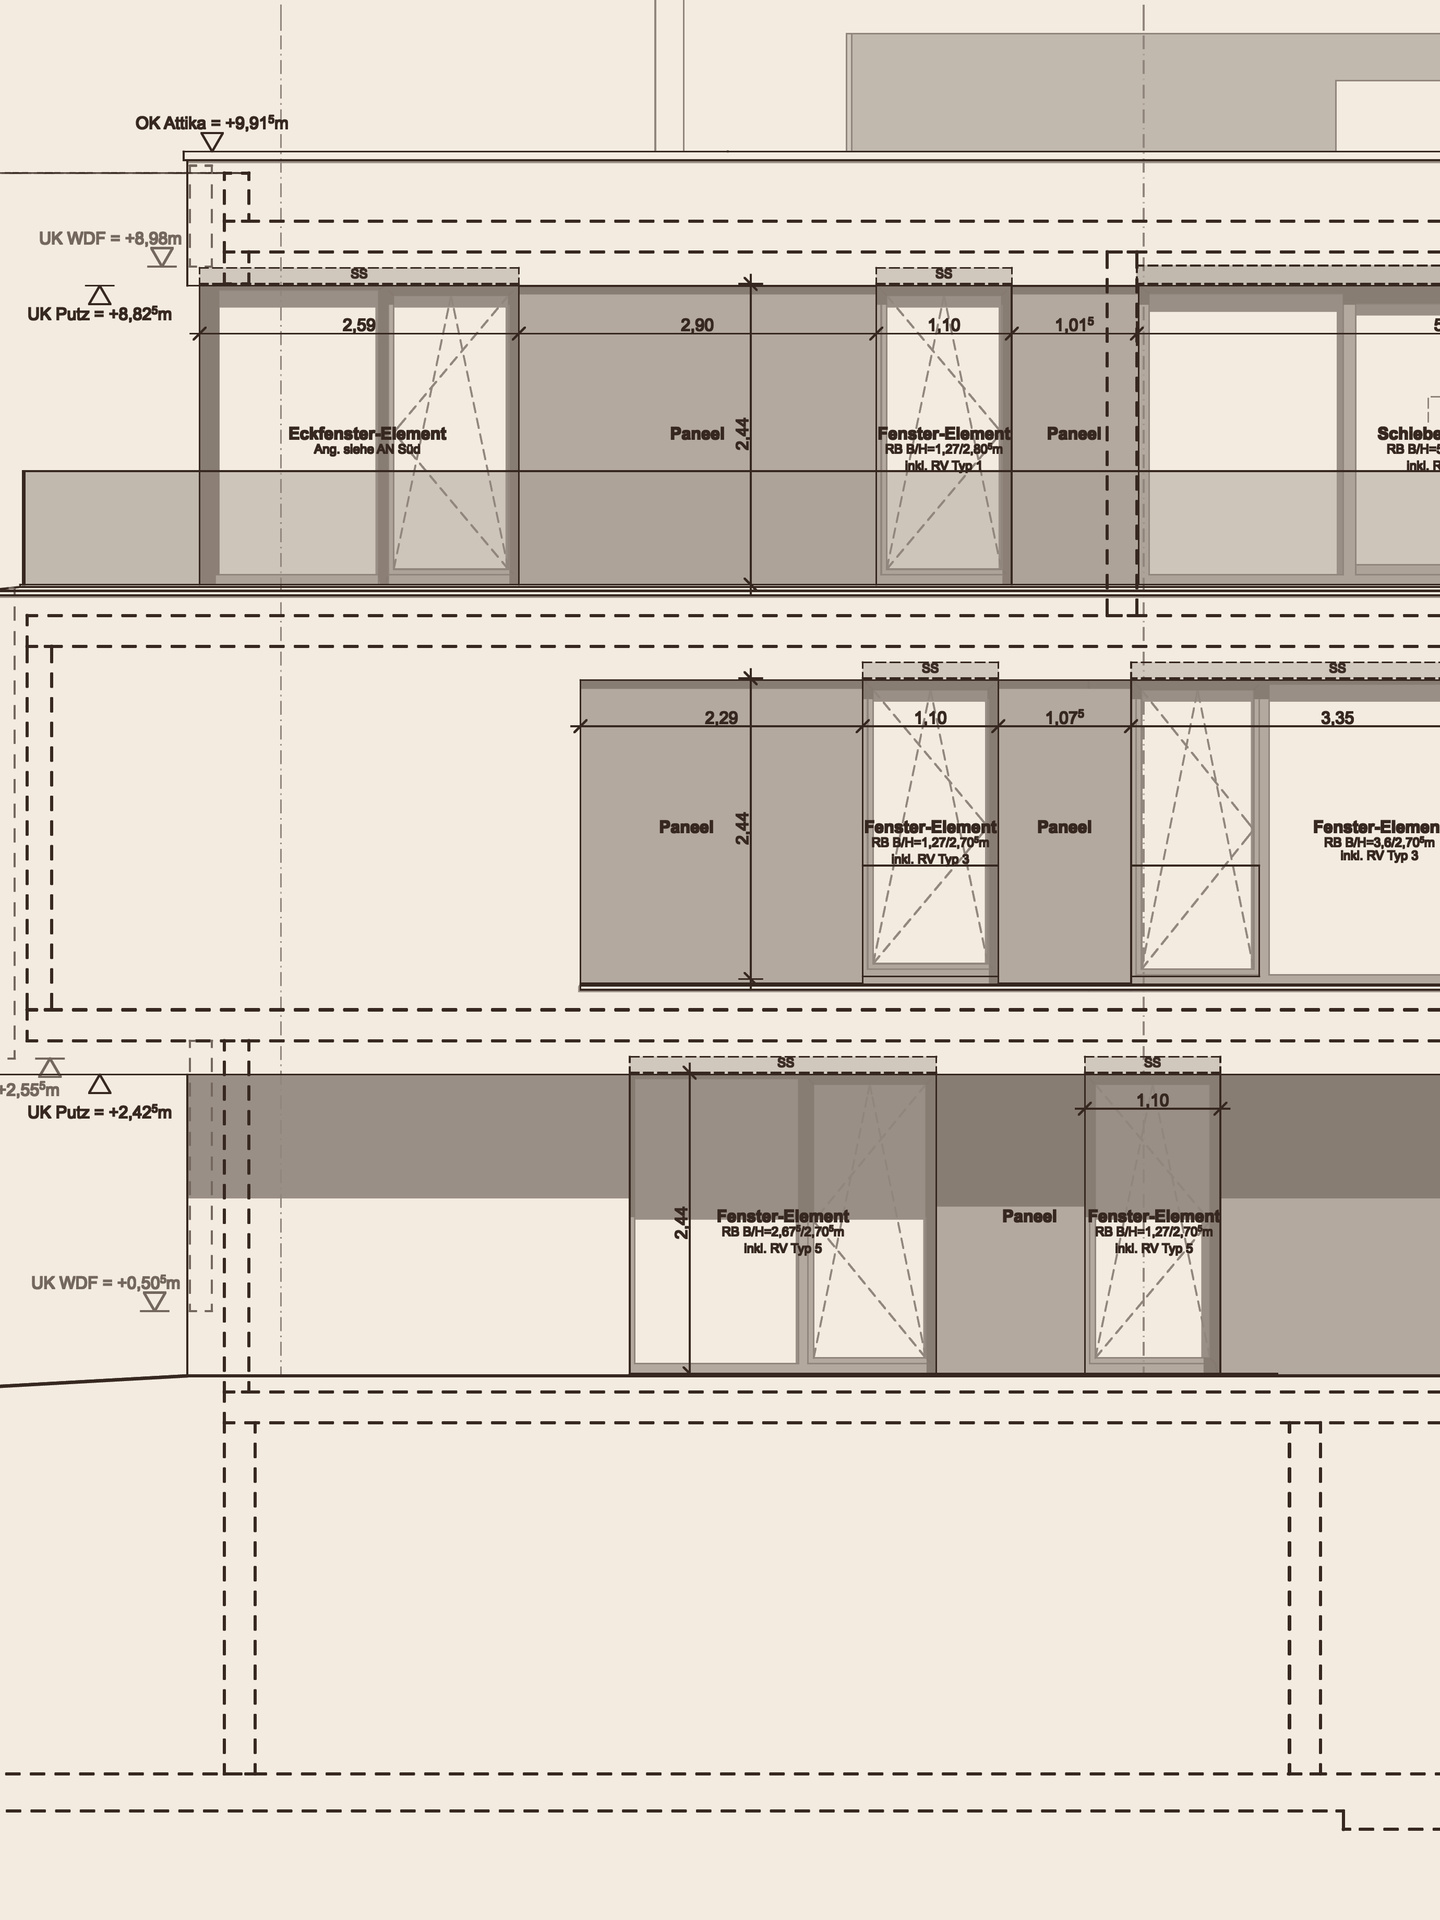 OK Attika = +9,91⁵m
UK WDF = +8,98m
SS
SS
UK Putz = +8,82⁵m
2,59
2,90
1,10
1,01⁵
2,44
Eckfenster-Element
Ang. siehe AN Süd
Paneel
Fenster-Element
RB B/H=1,27/2,80⁵m
inkl. RV Typ 1
Paneel
SS
SS
2,29
1,10
1,07⁵
3,35
2,44
Paneel
Fenster-Element
RB B/H=1,27/2,70⁵m
inkl. RV Typ 3
Paneel
Fenster-Element
RB B/H=3,6/2,70⁵m
inkl. RV Typ 3
SS
SS
+2,55⁵m
UK Putz = +2,42⁵m
1,10
2,44
Fenster-Element
RB B/H=2,67⁵/2,70⁵m
inkl. RV Typ 5
Paneel
Fenster-Element
RB B/H=1,27/2,70⁵m
inkl. RV Typ 5
UK WDF = +0,50⁵m